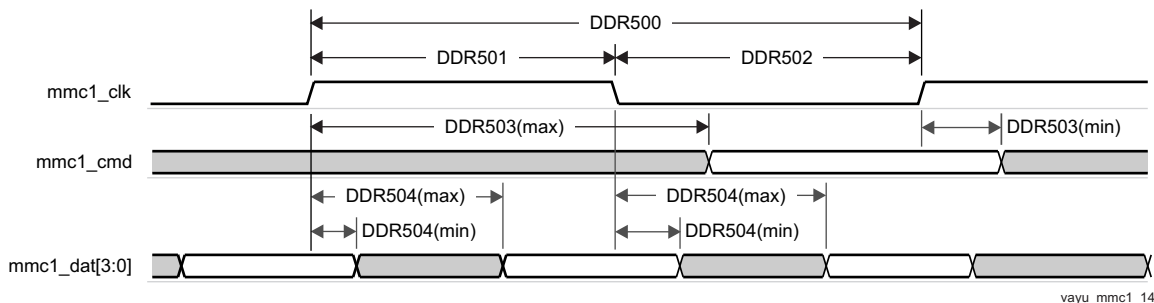 DDR500
DDR501 DDR502
mmc1_clk
DDR503(max) DDR503(min)
mmc1_cmd
DDR504(max) DDR504(max)
DDR504(min) DDR504(min)
mmc1_dat[3:0]
vayu_mmc1_14